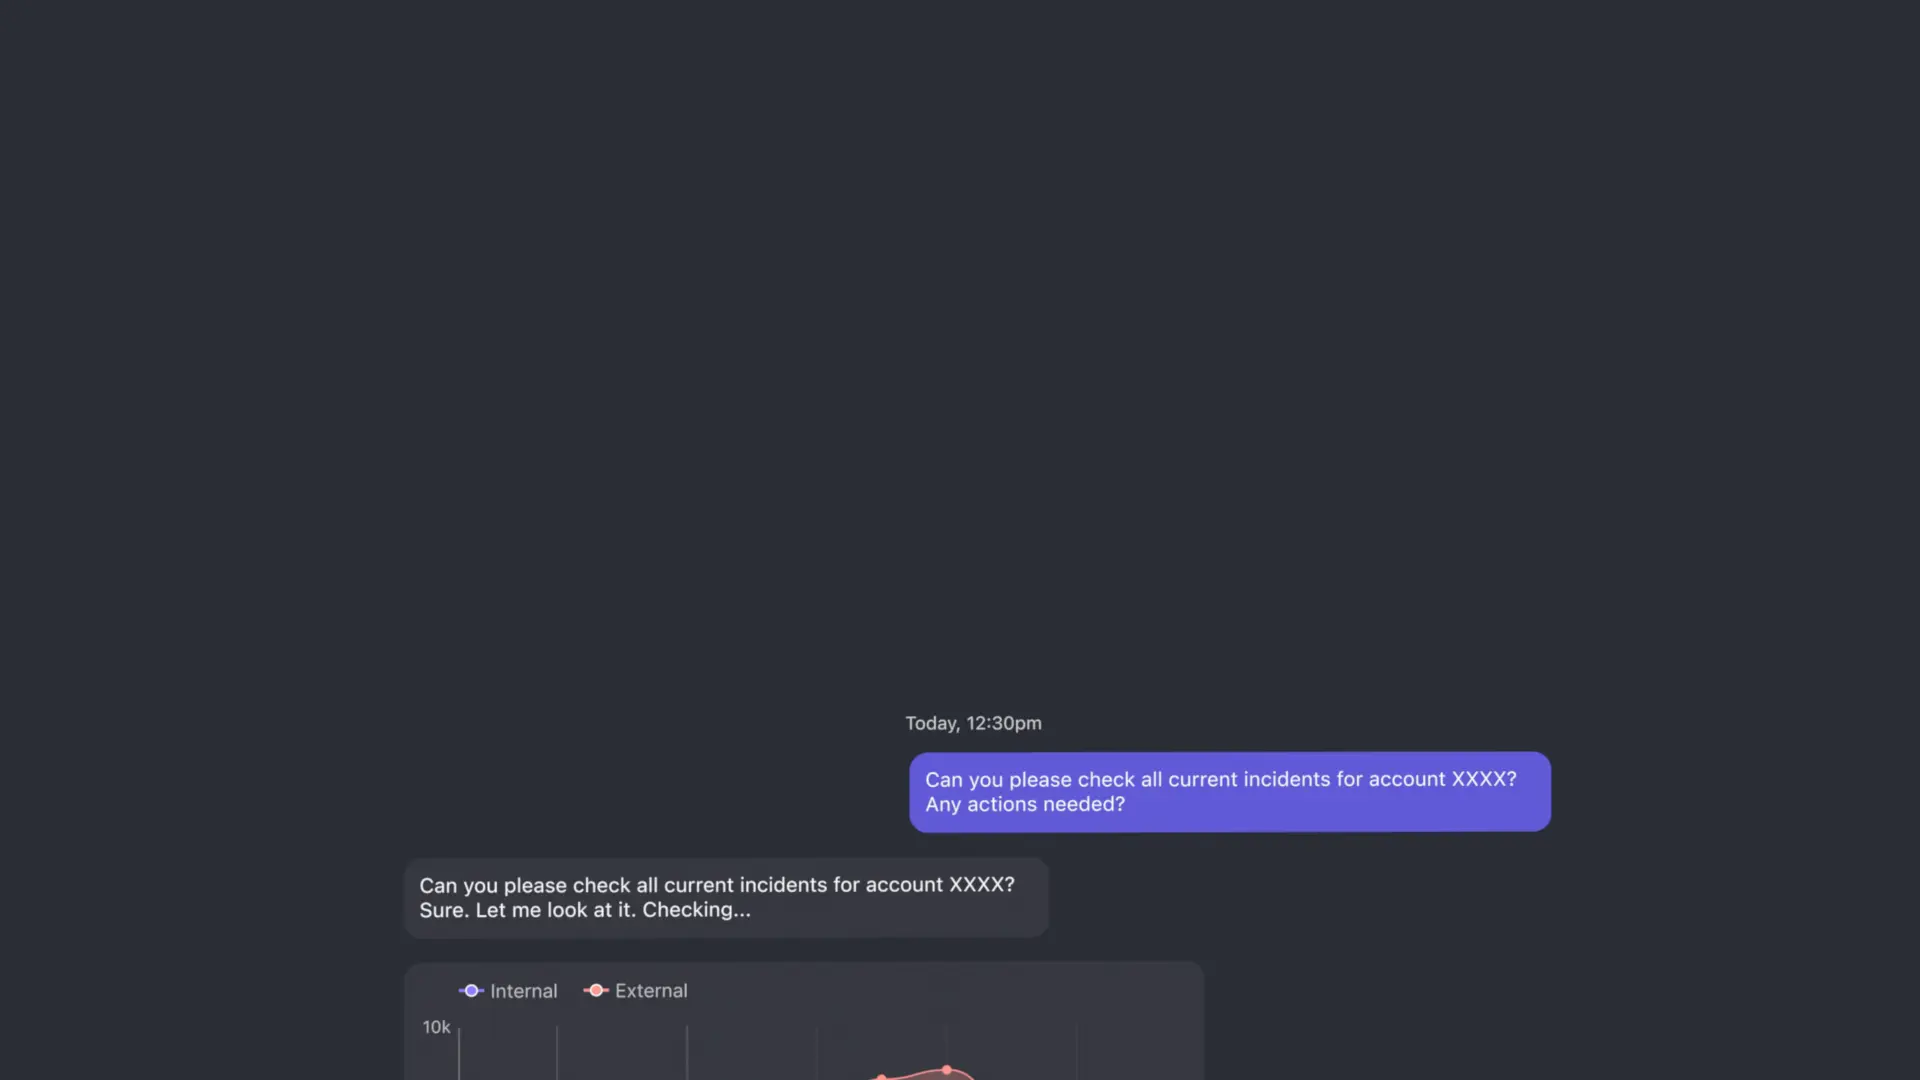 Today, 12:30pm
Can you please check all current incidents for account XXXX?
Any actions needed?
Can you please check all current incidents for account XXXX?
Sure. Let me look at it. Checking...
Internal External
10k